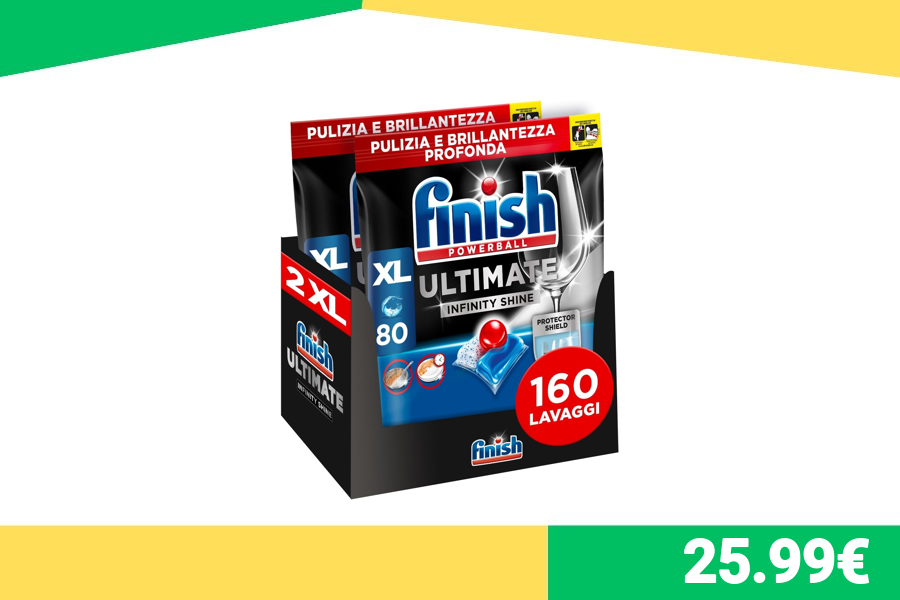 PULIZIA E BRILLANTEZZA
PULIZIA E BRILLANTEZZA
PROFONDA
finish
POWERBALL
XL
XL
ULTIMATE
INFINITY SHINE
80
PROTECTOR
SHIELD
2 XL
finish
ULTIMATE
INFINITY SHINE
160
LAVAGGI
finish
25.99€